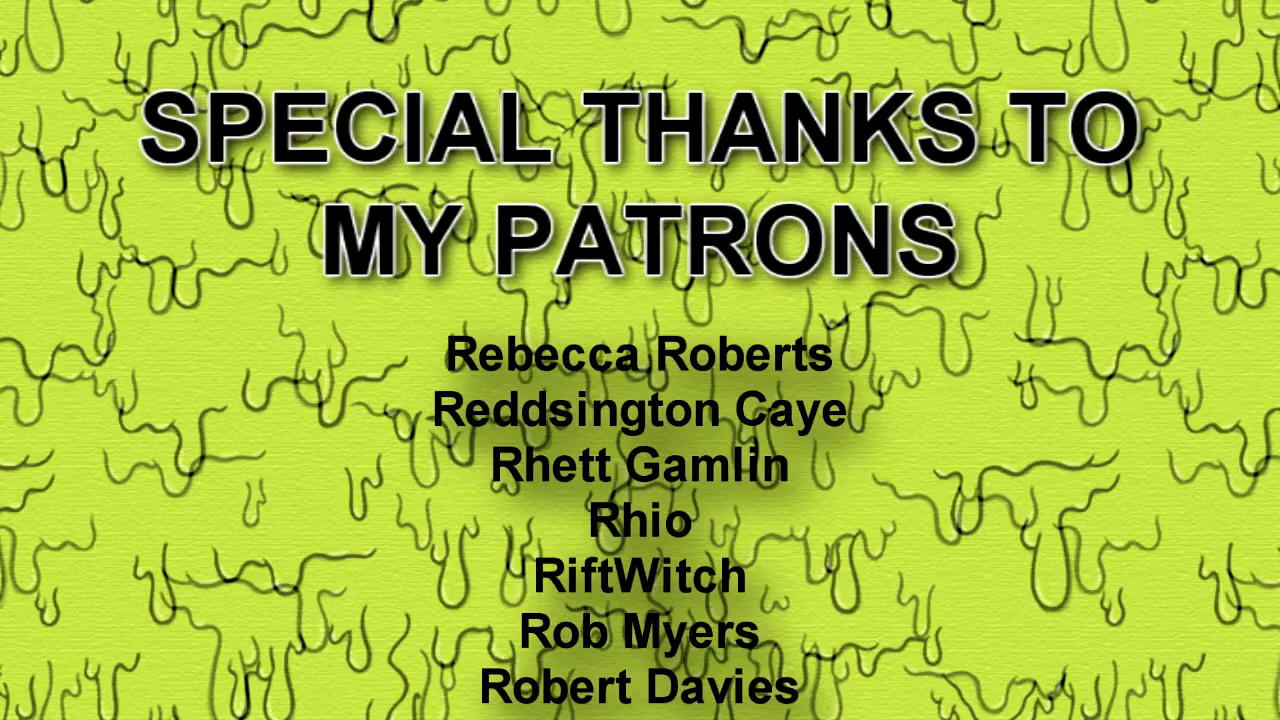 SPECIAL THANKS TO
MY PATRONS
Rebecca Roberts
Reddsington Caye
Rhett Gamlin
Rhio
RiftWitch
Rob Myers
Robert Davies